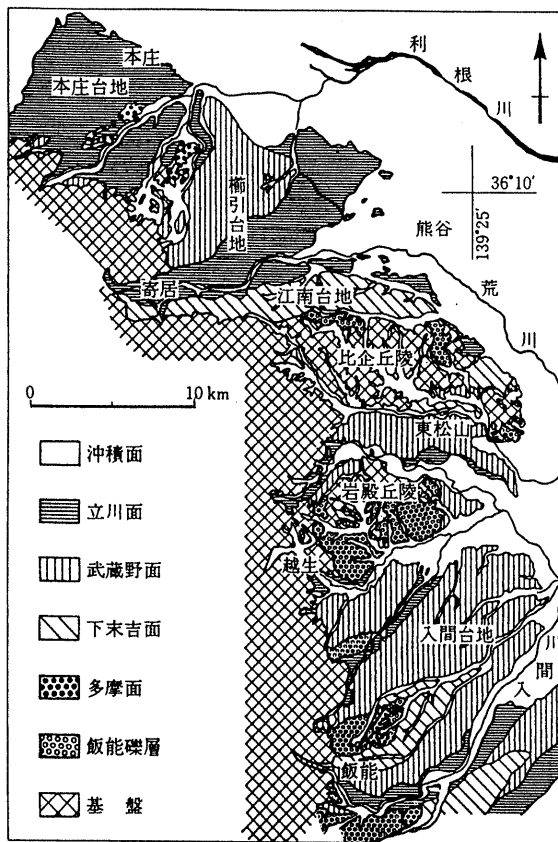 利根川
本庄
本庄台地
櫛引台地
36°10′
139°25′
熊谷
寄居
江南台地
荒川
比企丘陵
0 10 km
東松山
沖積面
岩殿丘陵
立川面
越生
武蔵野面
入間台地
下末吉面
入間川
多摩面
飯能礫層
飯能
基盤